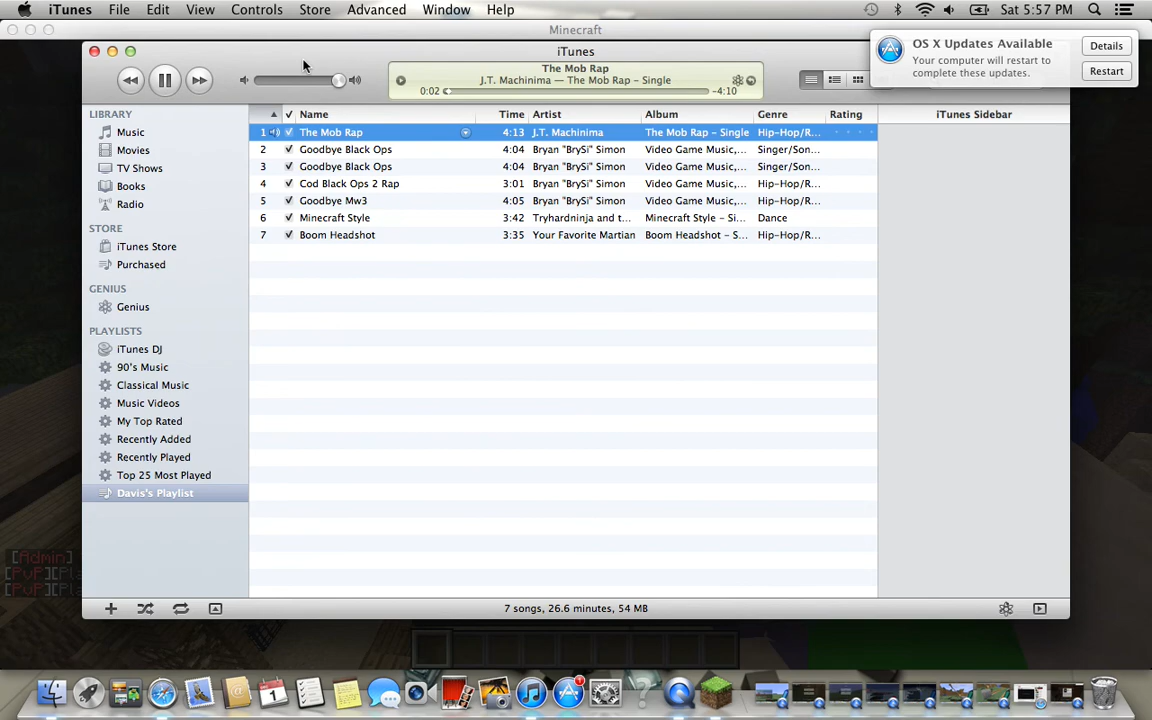 iTunes File Edit View Controls Store Advanced Window Help Sat 5:57 PM
Minecraft
iTunes
OS X Updates Available
Your computer will restart to
complete these updates.
Details
Restart
The Mob Rap
J.T. Machinima — The Mob Rap – Single
0:02 -4:10
LIBRARY
Music
Movies
TV Shows
Books
Radio
STORE
iTunes Store
Purchased
GENIUS
Genius
PLAYLISTS
iTunes DJ
90's Music
Classical Music
Music Videos
My Top Rated
Recently Added
Recently Played
Top 25 Most Played
Davis's Playlist
Name Time Artist Album Genre Rating
1 The Mob Rap 4:13 J.T. Machinima The Mob Rap – Single Hip-Hop/R...
2 Goodbye Black Ops 4:04 Bryan "BrySi" Simon Video Game Music,... Singer/Son...
3 Goodbye Black Ops 4:04 Bryan "BrySi" Simon Video Game Music,... Singer/Son...
4 Cod Black Ops 2 Rap 3:01 Bryan "BrySi" Simon Video Game Music,... Hip-Hop/R...
5 Goodbye Mw3 4:05 Bryan "BrySi" Simon Video Game Music,... Hip-Hop/R...
6 Minecraft Style 3:42 Tryhardninja and t... Minecraft Style – Si... Dance
7 Boom Headshot 3:35 Your Favorite Martian Boom Headshot – S... Hip-Hop/R...
iTunes Sidebar
[Admin]
[PvP][Pla
[PvP][Pla
7 songs, 26.6 minutes, 54 MB
1
1